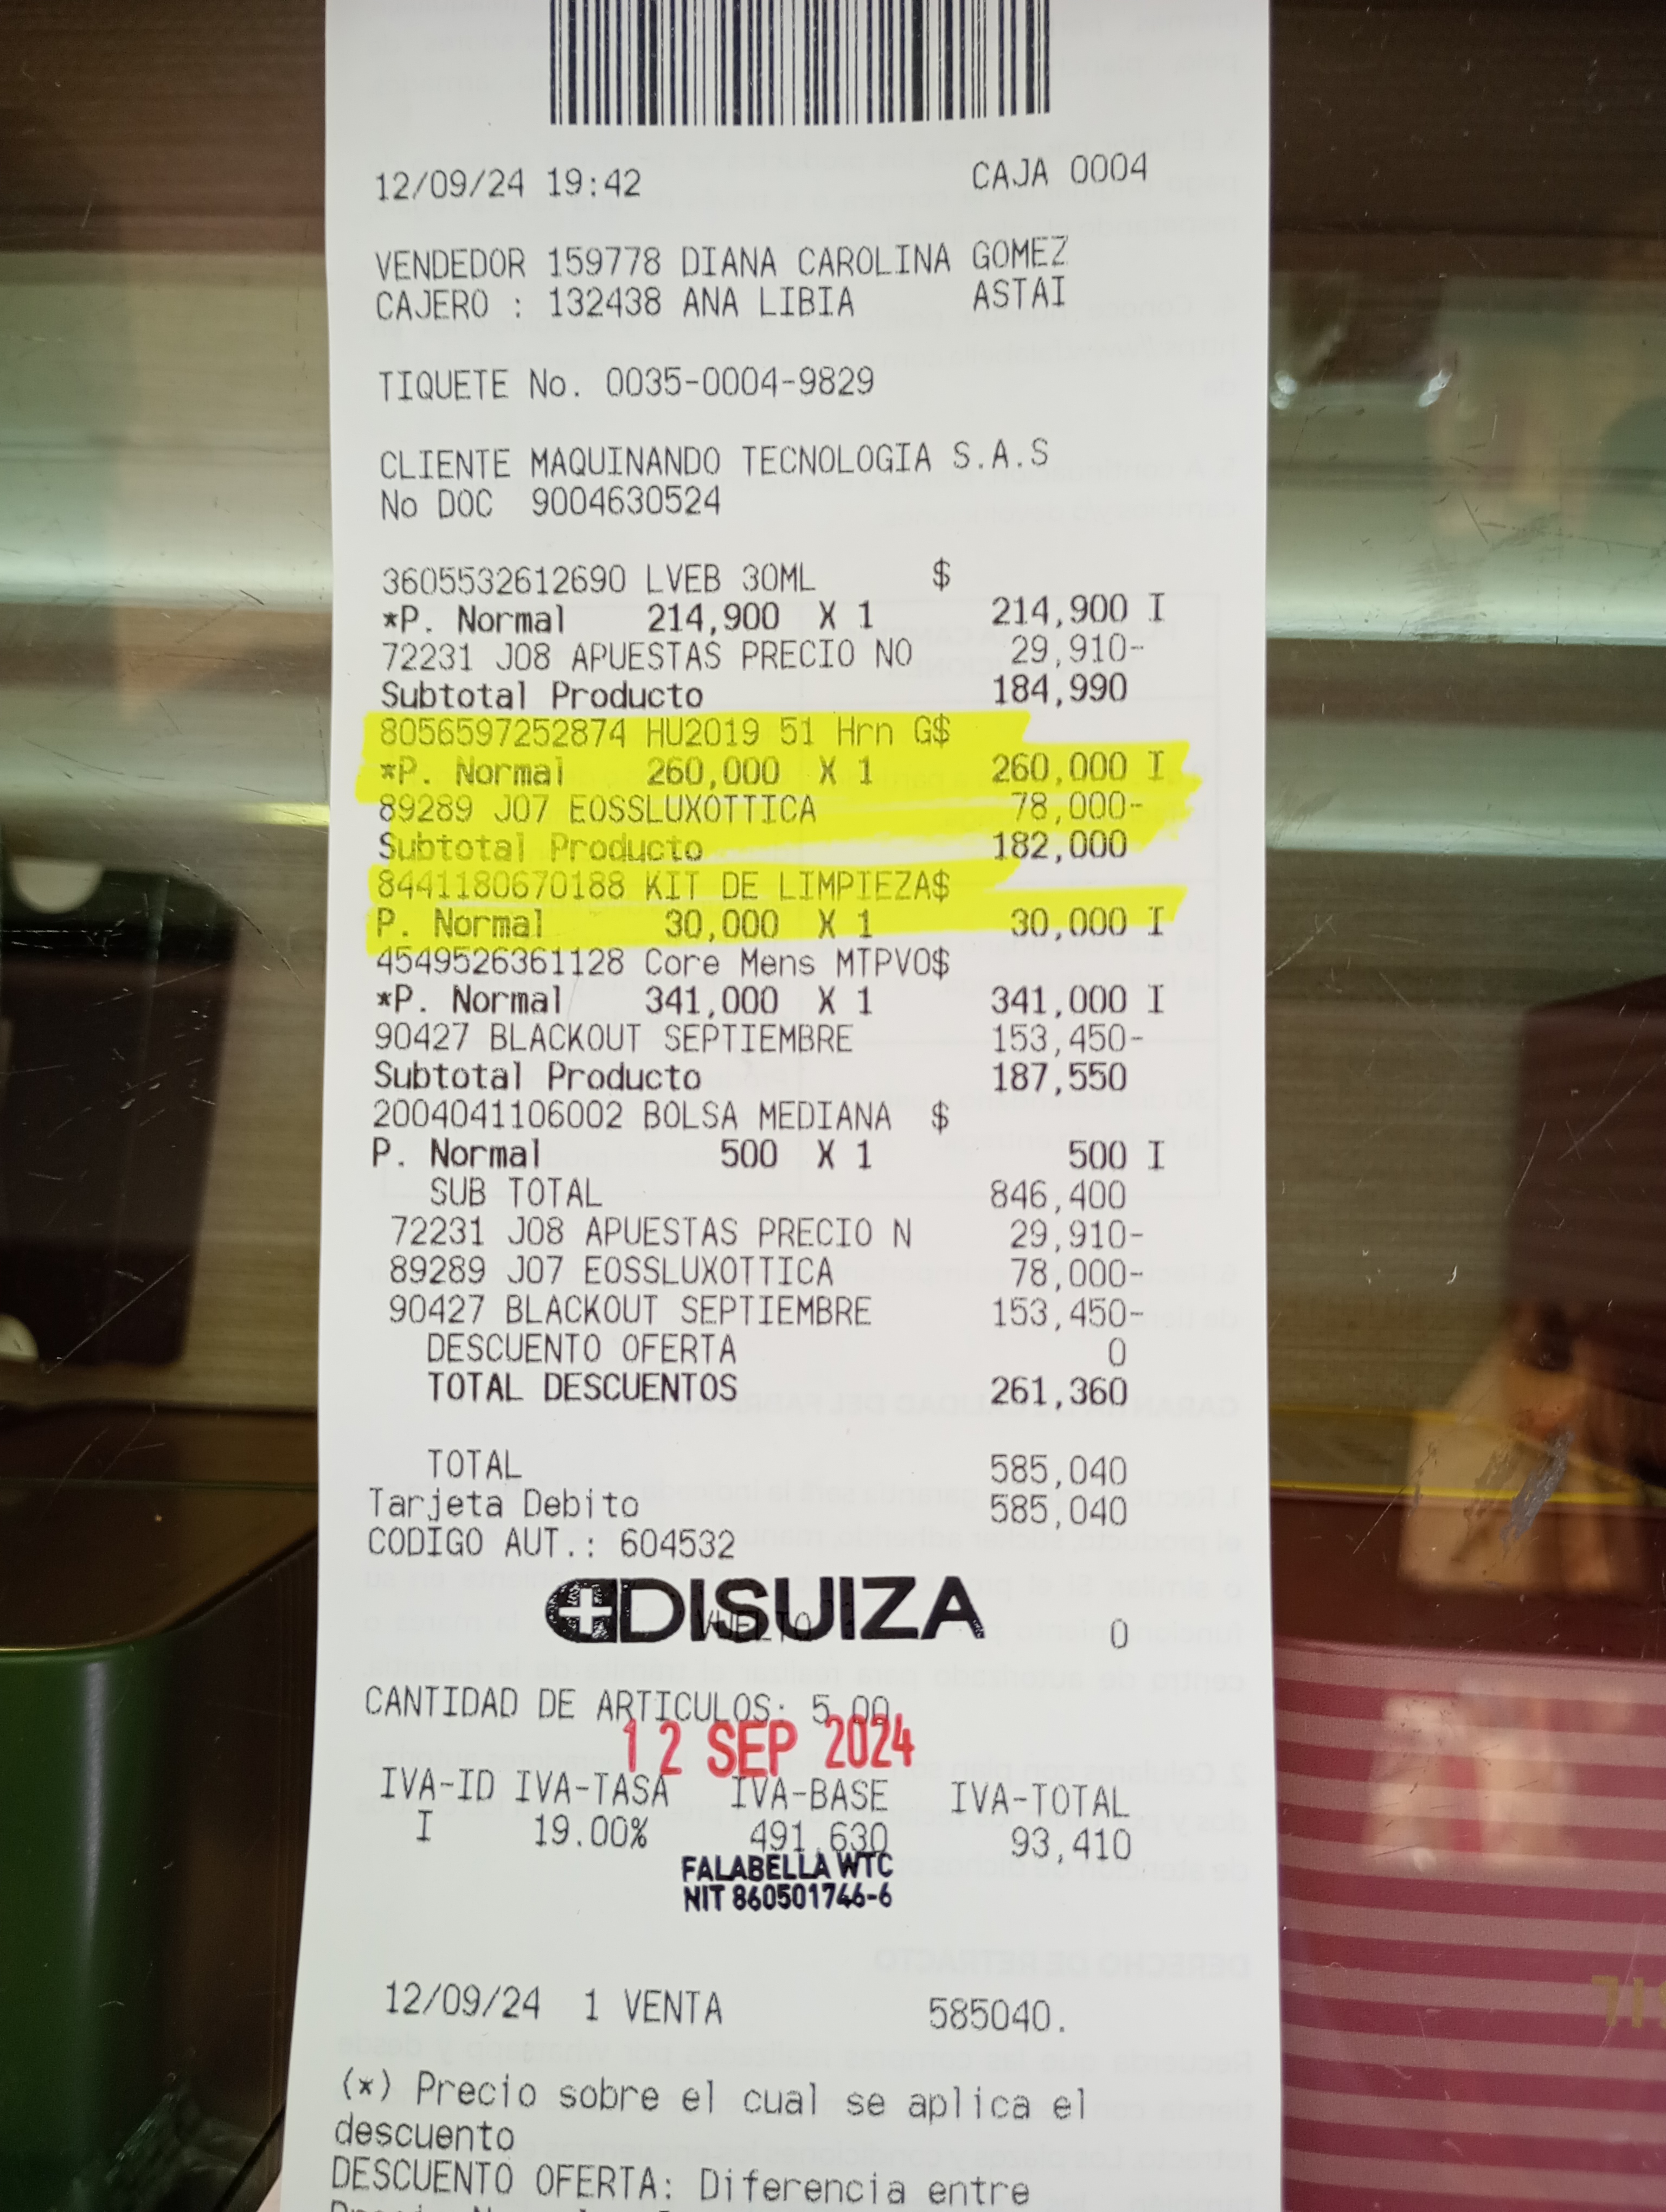 12/09/24 19:42 CAJA 0004
VENDEDOR 159778 DIANA CAROLINA GOMEZ
CAJERO : 132438 ANA LIBIA ASTAI
TIQUETE No. 0035-0004-9829
CLIENTE MAQUINANDO TECNOLOGIA S.A.S
No DOC 9004630524
3605532612690 LVEB 30ML $
*P. Normal 214,900 X 1 214,900 I
72231 J08 APUESTAS PRECIO NO 29,910-
Subtotal Producto 184,990
8056597252874 HU2019 51 Hrn G$
*P. Normal 260,000 X 1 260,000 I
89289 J07 EOSSLUXOTTICA 78,000-
Subtotal Producto 182,000
8441180670188 KIT DE LIMPIEZA$
P. Normal 30,000 X 1 30,000 I
4549526361128 Core Mens MTPVO$
*P. Normal 341,000 X 1 341,000 I
90427 BLACKOUT SEPTIEMBRE 153,450-
Subtotal Producto 187,550
2004041106002 BOLSA MEDIANA $
P. Normal 500 X 1 500 I
SUB TOTAL 846,400
72231 J08 APUESTAS PRECIO N 29,910-
89289 J07 EOSSLUXOTTICA 78,000-
90427 BLACKOUT SEPTIEMBRE 153,450-
DESCUENTO OFERTA 0
TOTAL DESCUENTOS 261,360
TOTAL 585,040
Tarjeta Debito 585,040
CODIGO AUT.: 604532
DISUIZA
VUELTO 0
CANTIDAD DE ARTICULOS: 5.00
12 SEP 2024
IVA-ID IVA-TASA IVA-BASE IVA-TOTAL
I 19.00% 491,630 93,410
FALABELLA WTC
NIT 860501746-6
12/09/24 1 VENTA 585040.
(*) Precio sobre el cual se aplica el
descuento
DESCUENTO OFERTA: Diferencia entre